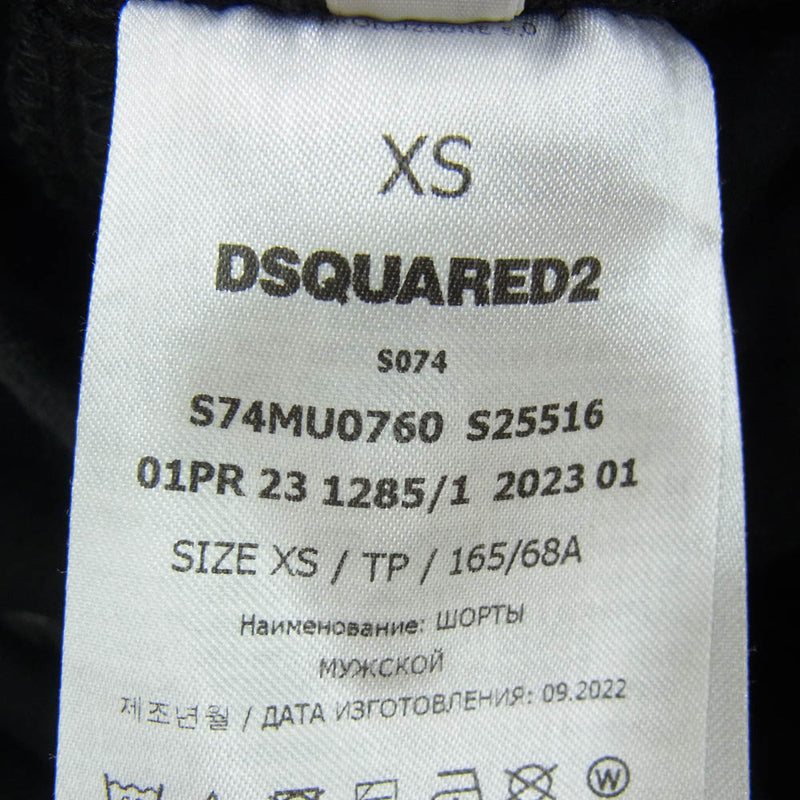 XS
DSQUARED2
S074
S74MU0760 S25516
01PR 23 1285/1 2023 01
SIZE XS / TP / 165/68A
Наименование: ШОРТЫ
МУЖСКОЙ
제조년월 / ДАТА ИЗГОТОВЛЕНИЯ: 09.2022
W